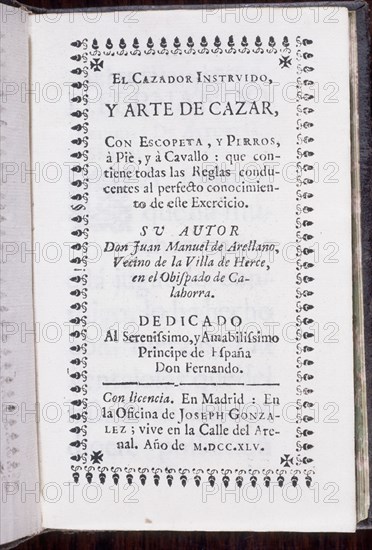 EL CAZADOR INSTRVIDO,
Y ARTE DE CAZAR,
CON ESCOPETA, Y PERROS,
à Piè, y à Cavallo: que con-
tiene todas las Reglas condu-
centes al perfecto conocimien-
to de este Exercicio.
SU AUTOR
Don Juan Manuel de Arellano,
Vecino de la Villa de Herce,
en el Obispado de Ca-
lahorra.
DEDICADO
Al Serenissimo, y Amabilissimo
Principe de España
Don Fernando.
Con licencia. En Madrid: En
la Oficina de JOSEPH GONZA-
LEZ; vive en la Calle del Are-
nal. Año de M.DCC.XLV.